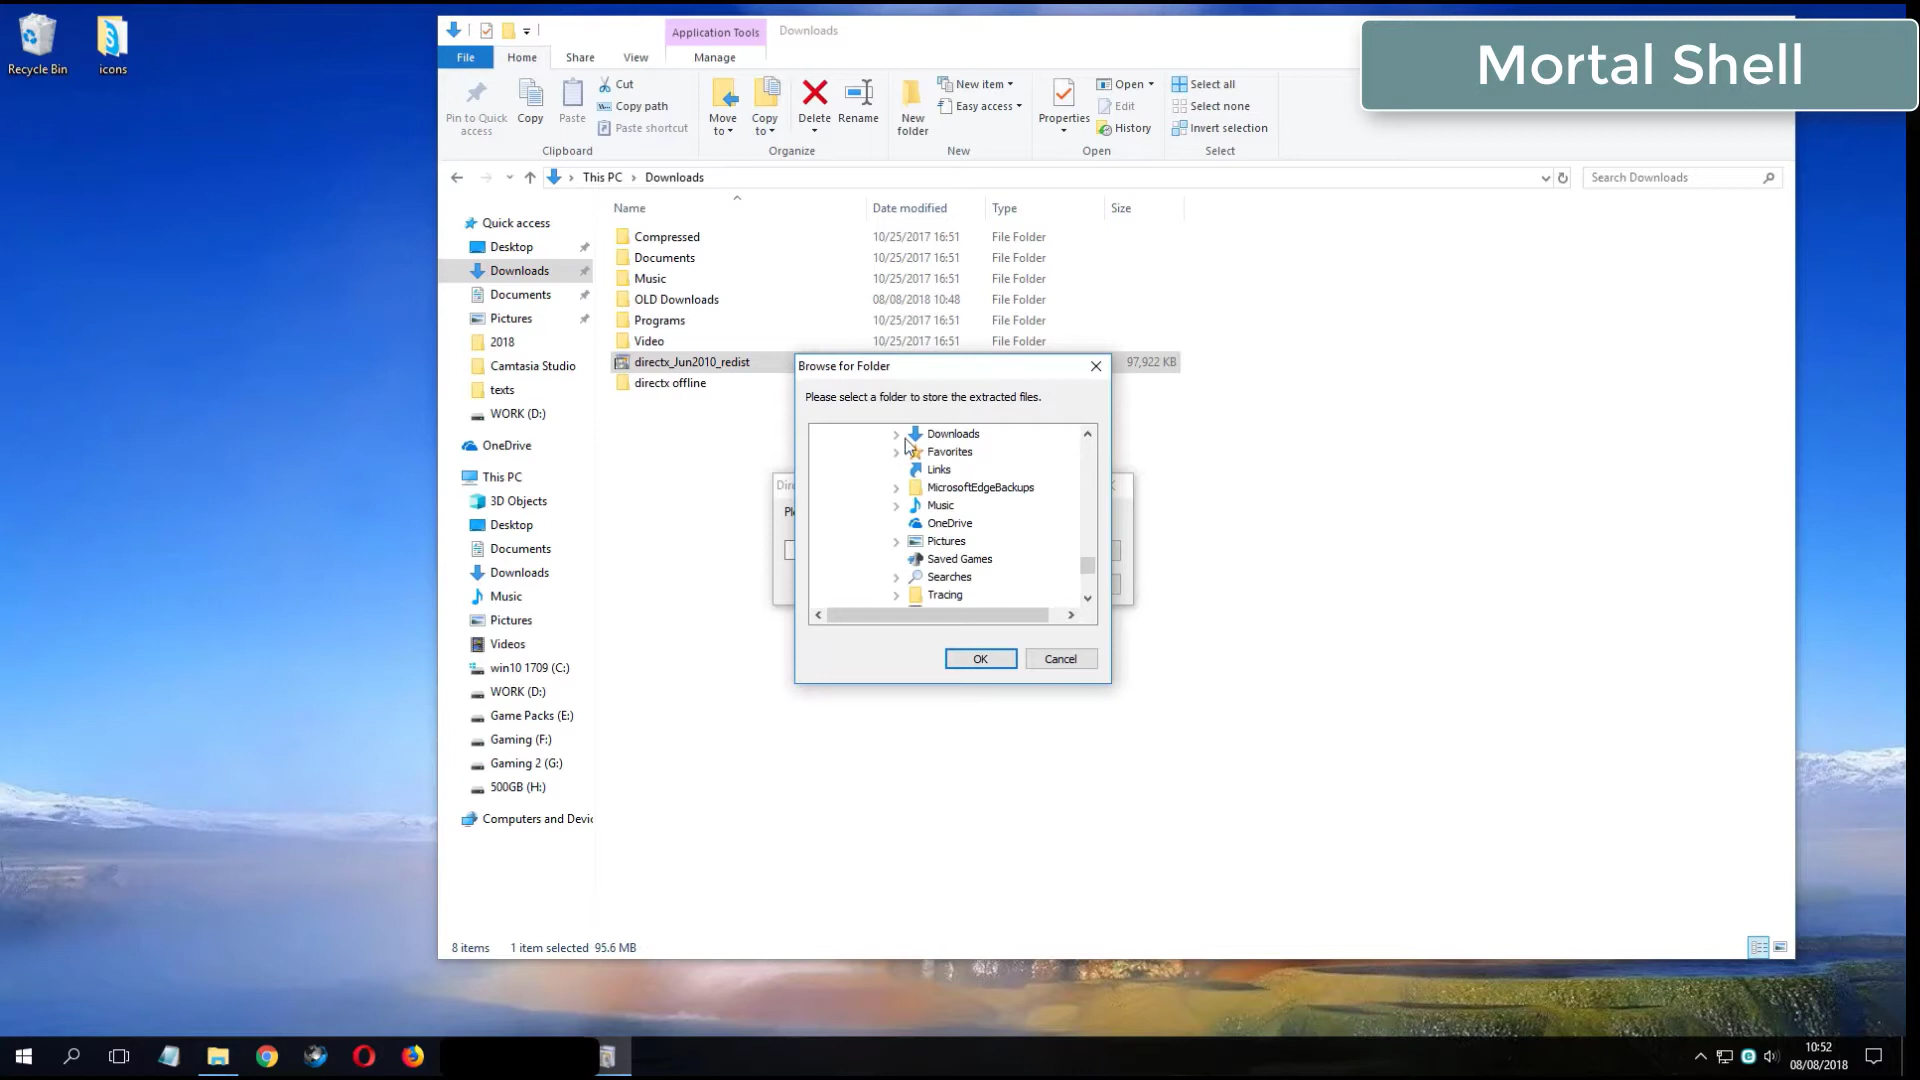 Recycle Bin
icons
Application Tools
Downloads
Mortal Shell
File
Home
Share
View
Manage
Pin to Quick access
Copy
Paste
Cut
Copy path
Paste shortcut
Move to
Copy to
Delete
Rename
New folder
New item
Easy access
Properties
Open
Edit
History
Select all
Select none
Invert selection
Clipboard
Organize
New
Open
Select
This PC > Downloads
Search Downloads
Name
Date modified
Type
Size
Quick access
Desktop
Downloads
Documents
Pictures
2018
Camtasia Studio
texts
WORK (D:)
OneDrive
This PC
3D Objects
Desktop
Documents
Downloads
Music
Pictures
Videos
win10 1709 (C:)
WORK (D:)
Game Packs (E:)
Gaming (F:)
Gaming 2 (G:)
500GB (H:)
Computers and Devic
Compressed 10/25/2017 16:51 File Folder
Documents 10/25/2017 16:51 File Folder
Music 10/25/2017 16:51 File Folder
OLD Downloads 08/08/2018 10:48 File Folder
Programs 10/25/2017 16:51 File Folder
Video 10/25/2017 16:51 File Folder
directx_Jun2010_redist 97,922 KB
directx offline
Browse for Folder
Please select a folder to store the extracted files.
Downloads
Favorites
Links
MicrosoftEdgeBackups
Music
OneDrive
Pictures
Saved Games
Searches
Tracing
OK
Cancel
8 items 1 item selected 95.6 MB
10:52
08/08/2018